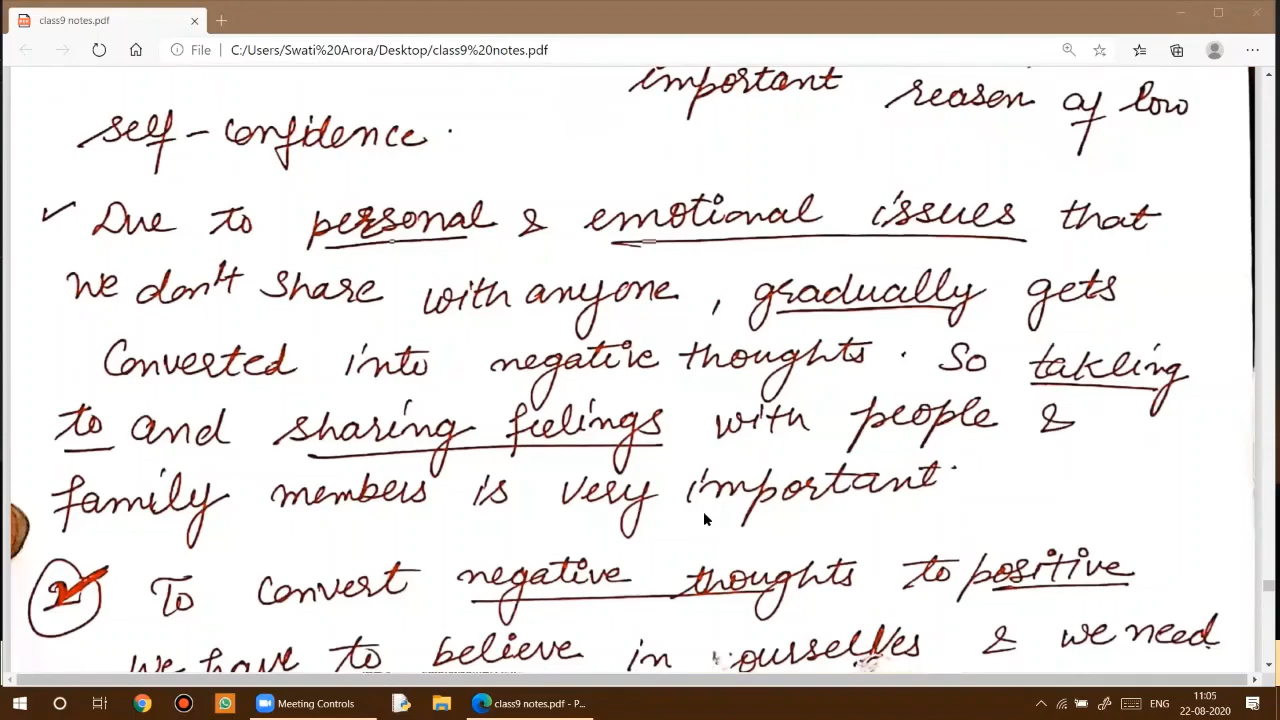 class9 notes.pdf
File C:/Users/Swati%20Arora/Desktop/class9%20notes.pdf
important reason of low
self-confidence.
Due to personal & emotional issues that
we don't share with anyone, gradually gets
Converted into negative thoughts. So takling
to and sharing feelings with people &
family members is very important.
2 To convert negative thoughts to positive
we have to believe in ourselves & we need
Meeting Controls
class9 notes.pdf - P...
ENG
11:05
22-08-2020